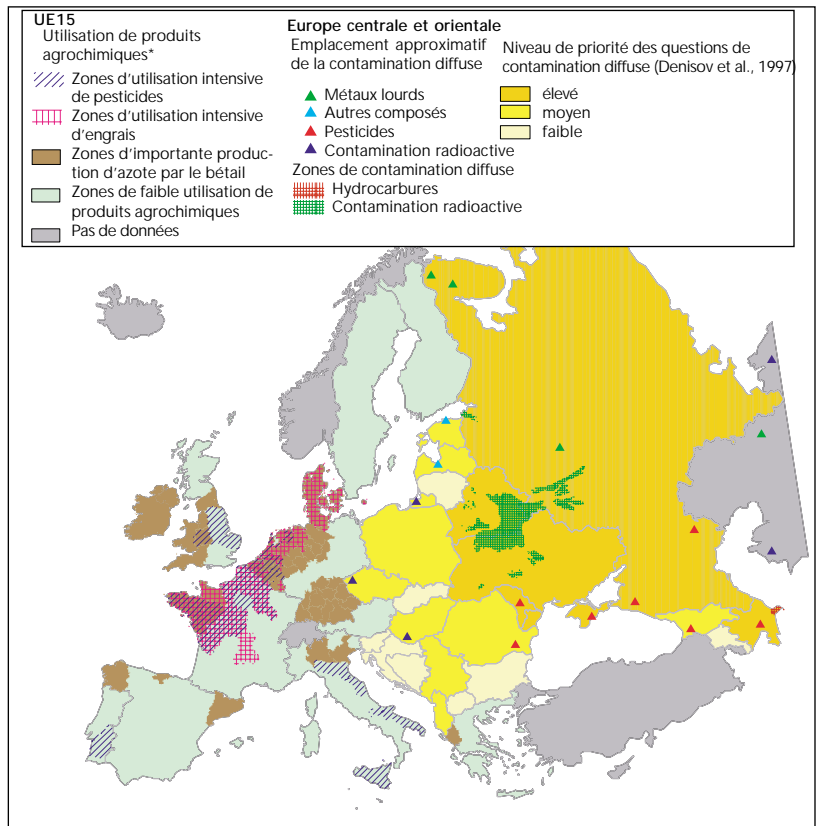 UE15
Utilisation de produits
agrochimiques*
Zones d'utilisation intensive
de pesticides
Zones d'utilisation intensive
d'engrais
Zones d'importante produc-
tion d'azote par le bétail
Zones de faible utilisation de
produits agrochimiques
Pas de données
Europe centrale et orientale
Emplacement approximatif
de la contamination diffuse
Métaux lourds
Autres composés
Pesticides
Contamination radioactive
Zones de contamination diffuse
Hydrocarbures
Contamination radioactive
Niveau de priorité des questions de
contamination diffuse (Denisov et al., 1997)
élevé
moyen
faible